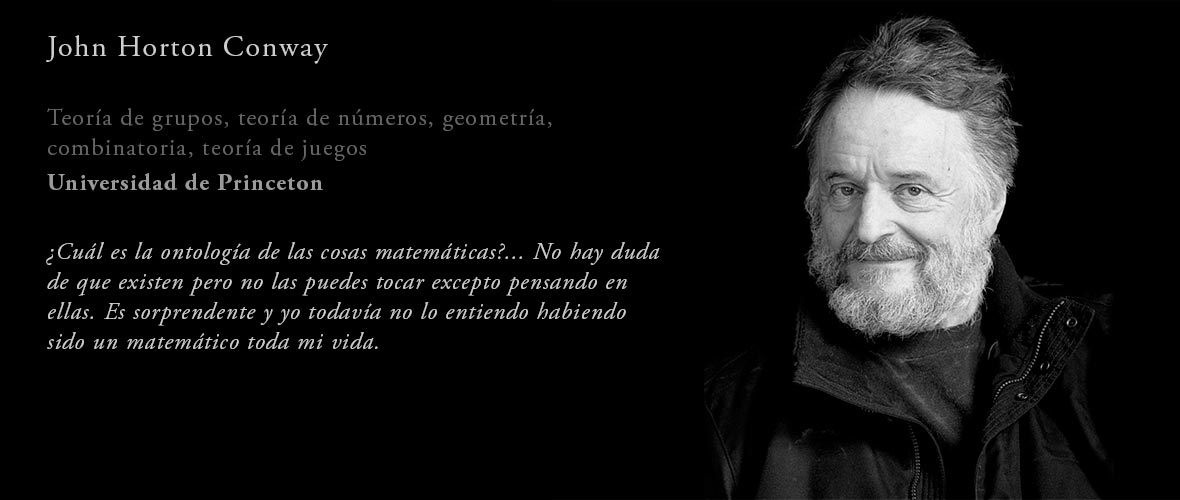 John Horton Conway
Teoría de grupos, teoría de números, geometría,
combinatoria, teoría de juegos
Universidad de Princeton
¿Cuál es la ontología de las cosas matemáticas?... No hay duda
de que existen pero no las puedes tocar excepto pensando en
ellas. Es sorprendente y yo todavía no lo entiendo habiendo
sido un matemático toda mi vida.